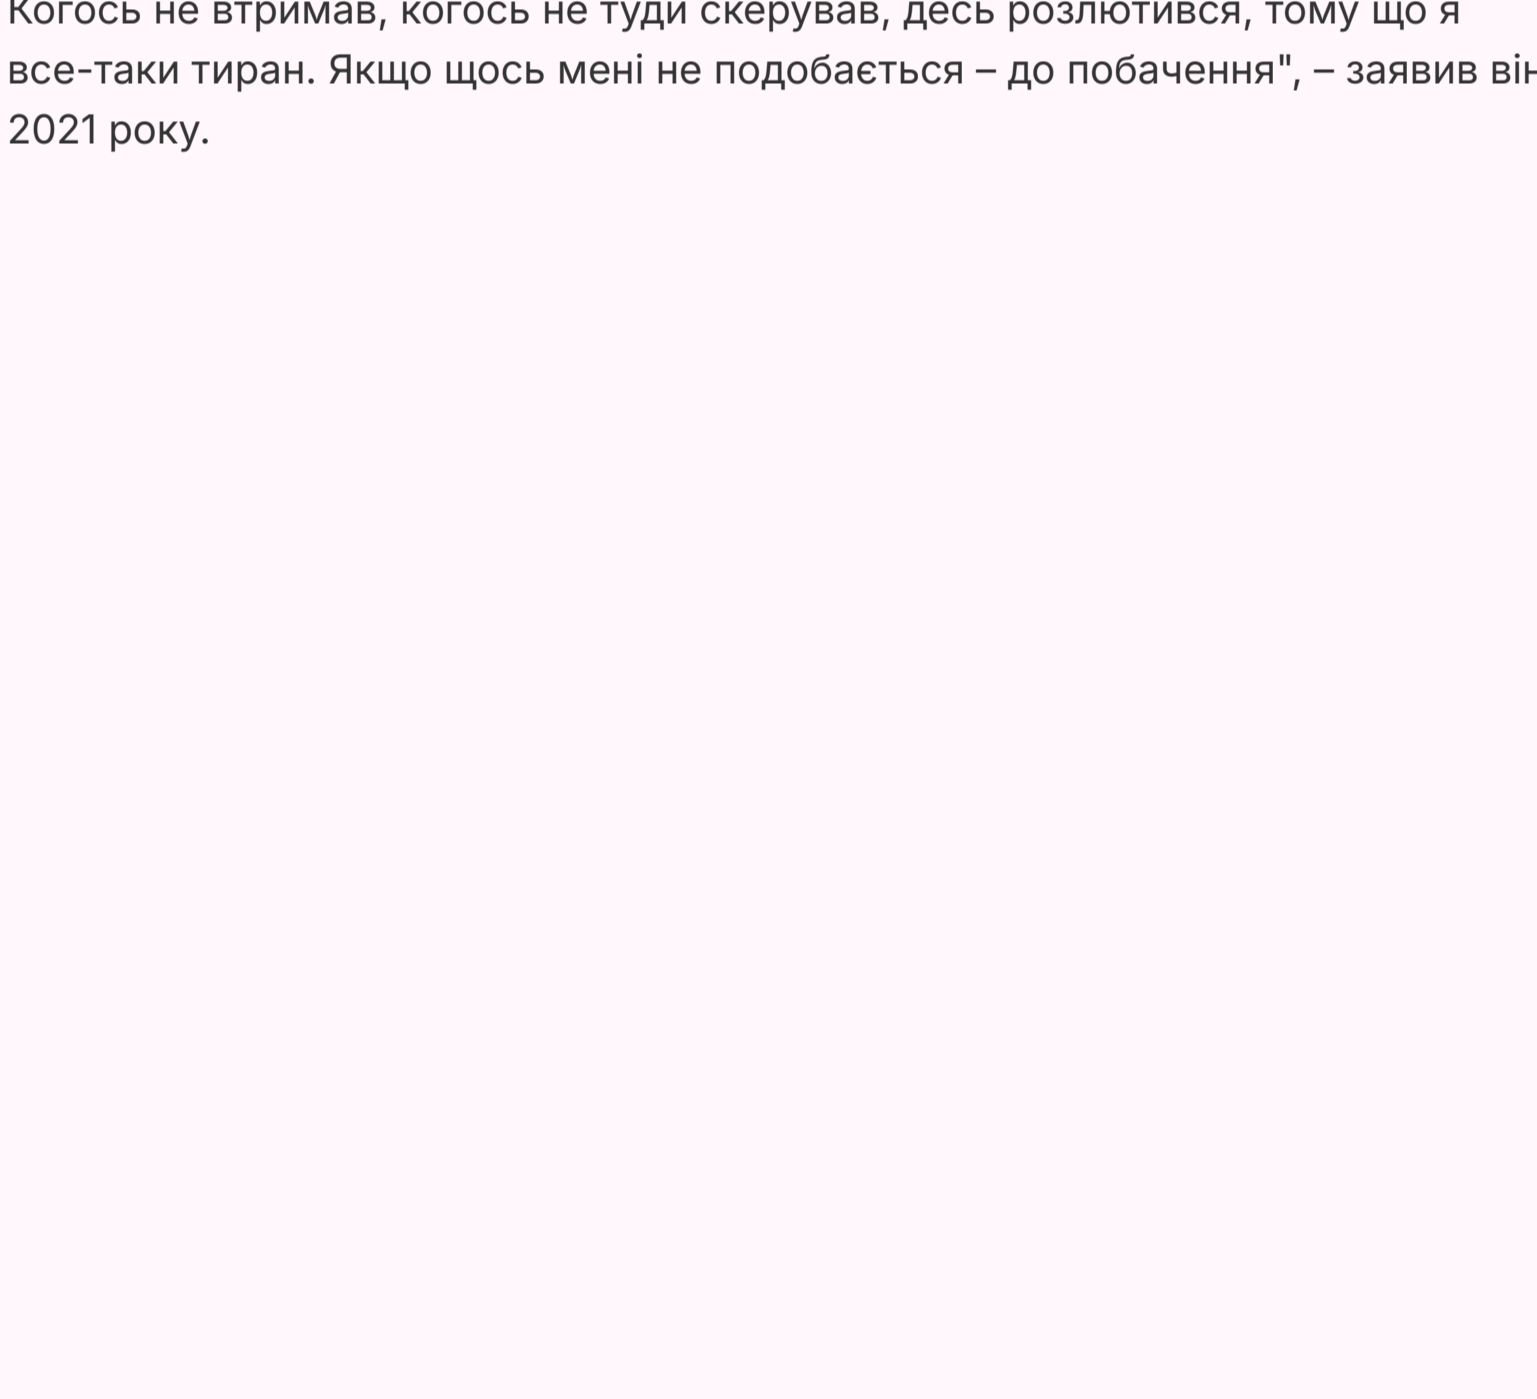 Когось не втримав, когось не туди скерував, десь розлютився, тому що я
все-таки тиран. Якщо щось мені не подобається – до побачення", – заявив він
2021 року.